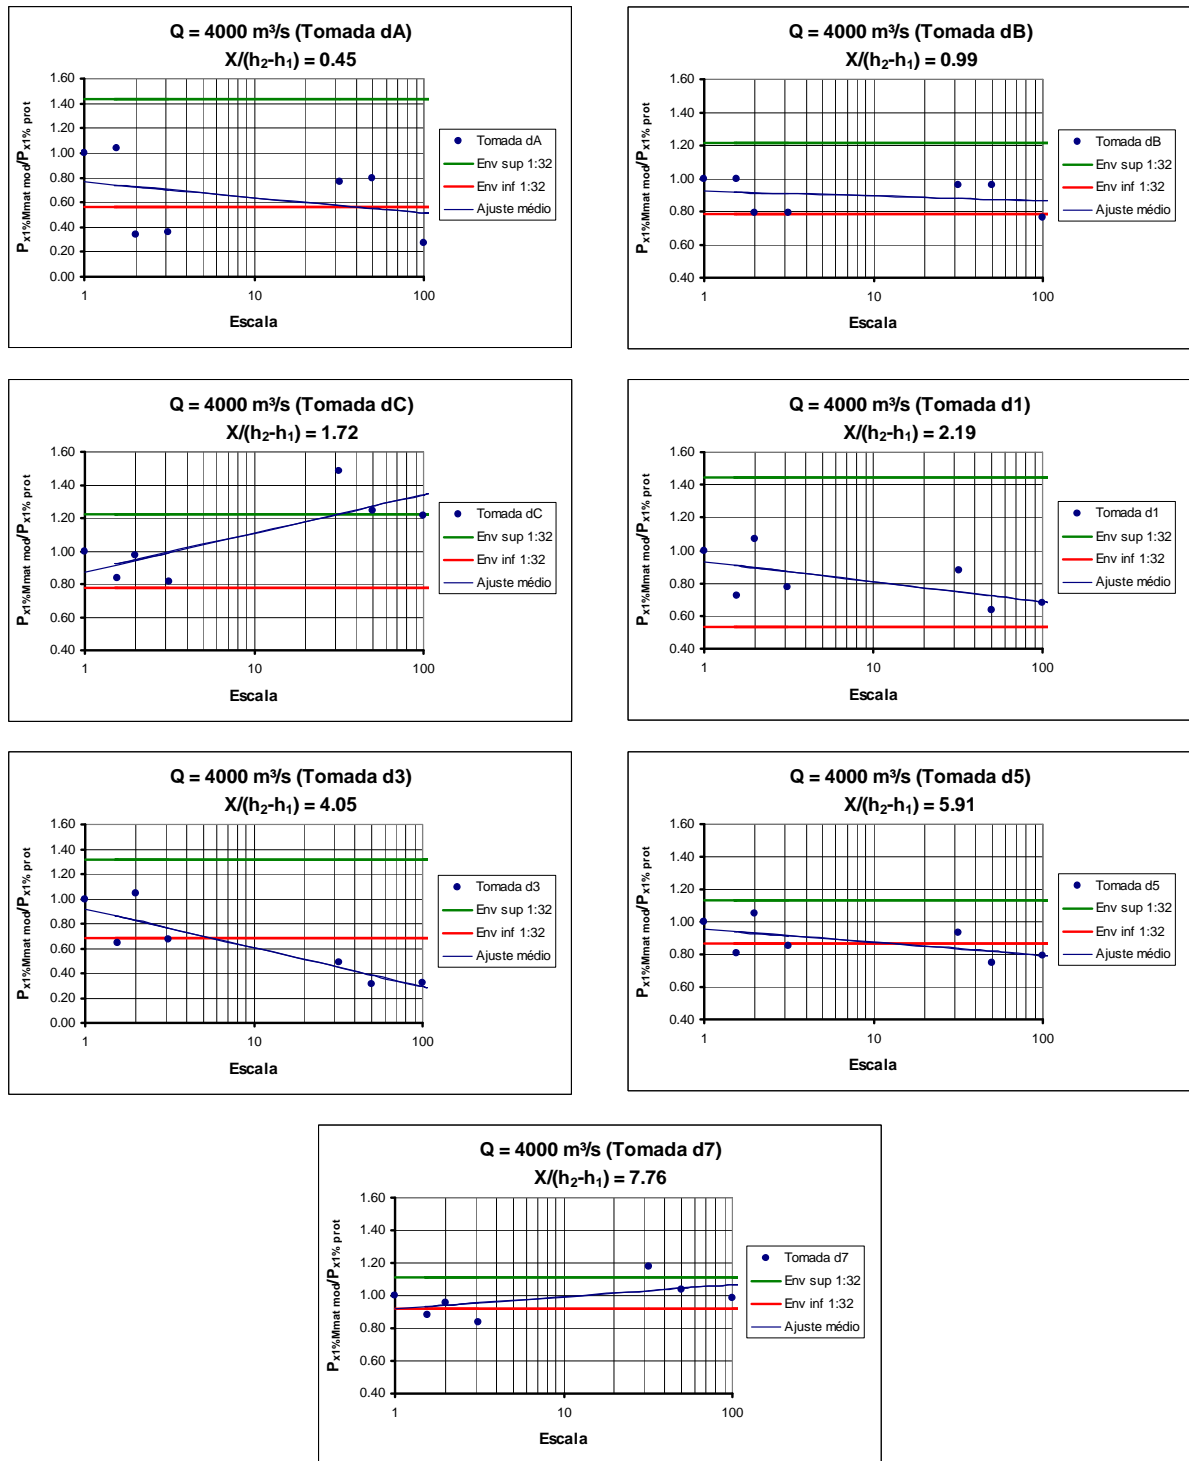 Q = 4000 m³/s (Tomada dA)
X/(h₂-h₁) = 0.45
1.60
1.40
1.20
1.00
0.80
0.60
0.40
0.20
0.00
1
10
100
Px1%Mmat mod/Px1% prot
Escala
Tomada dA
Env sup 1:32
Env inf 1:32
Ajuste médio
Q = 4000 m³/s (Tomada dB)
X/(h₂-h₁) = 0.99
1.60
1.40
1.20
1.00
0.80
0.60
0.40
1
10
100
Px1%Mmat mod/Px1% prot
Escala
Tomada dB
Env sup 1:32
Env inf 1:32
Ajuste médio
Q = 4000 m³/s (Tomada dC)
X/(h₂-h₁) = 1.72
1.60
1.40
1.20
1.00
0.80
0.60
0.40
1
10
100
Px1%Mmat mod/Px1% prot
Escala
Tomada dC
Env sup 1:32
Env inf 1:32
Ajuste médio
Q = 4000 m³/s (Tomada d1)
X/(h₂-h₁) = 2.19
1.60
1.40
1.20
1.00
0.80
0.60
0.40
1
10
100
Px1%Mmat mod/Px1% prot
Escala
Tomada d1
Env sup 1:32
Env inf 1:32
Ajuste médio
Q = 4000 m³/s (Tomada d3)
X/(h₂-h₁) = 4.05
1.60
1.40
1.20
1.00
0.80
0.60
0.40
0.20
0.00
1
10
100
Px1%Mmat mod/Px1% prot
Escala
Tomada d3
Env sup 1:32
Env inf 1:32
Ajuste médio
Q = 4000 m³/s (Tomada d5)
X/(h₂-h₁) = 5.91
1.60
1.40
1.20
1.00
0.80
0.60
0.40
1
10
100
Px1%Mmat mod/Px1% prot
Escala
Tomada d5
Env sup 1:32
Env inf 1:32
Ajuste médio
Q = 4000 m³/s (Tomada d7)
X/(h₂-h₁) = 7.76
1.60
1.40
1.20
1.00
0.80
0.60
0.40
1
10
100
Px1%Mmat mod/Px1% prot
Escala
Tomada d7
Env sup 1:32
Env inf 1:32
Ajuste médio